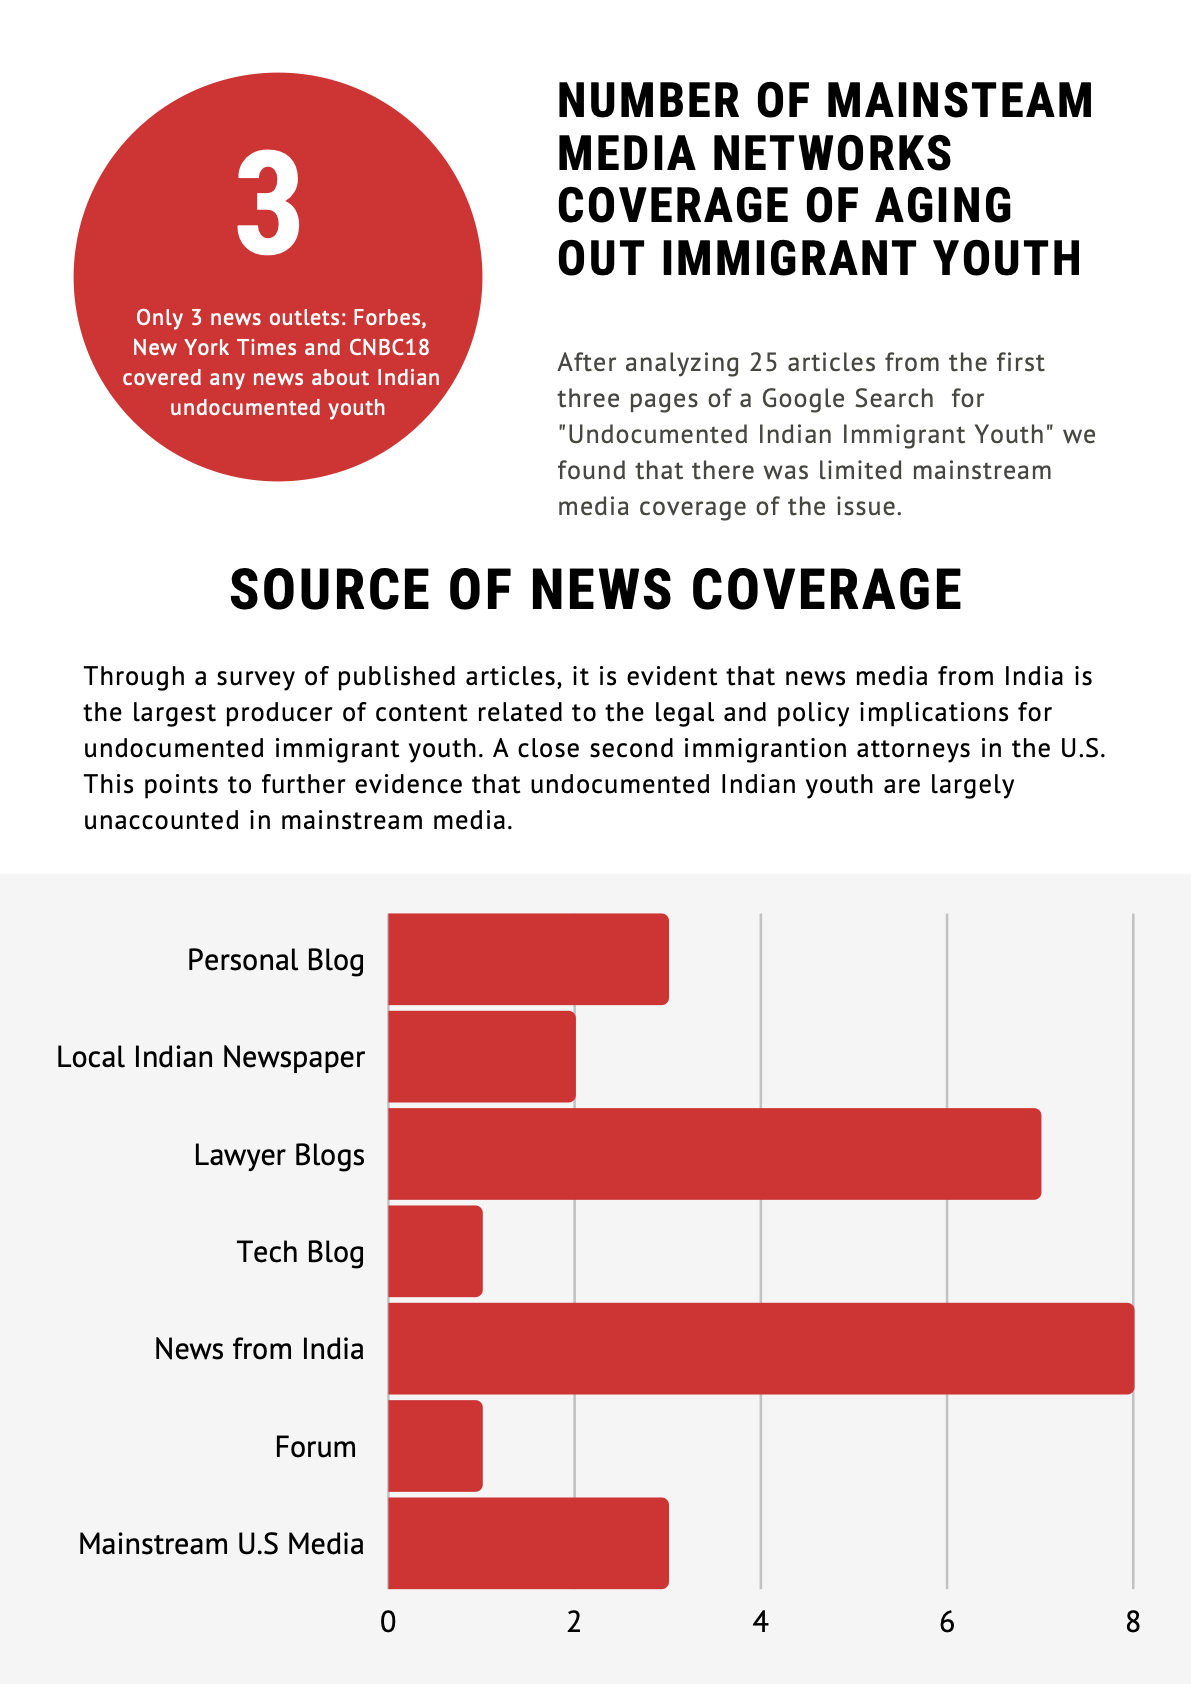 3
Only 3 news outlets: Forbes,
New York Times and CNBC18
covered any news about Indian
undocumented youth
NUMBER OF MAINSTEAM
MEDIA NETWORKS
COVERAGE OF AGING
OUT IMMIGRANT YOUTH
After analyzing 25 articles from the first
three pages of a Google Search  for
"Undocumented Indian Immigrant Youth" we
found that there was limited mainstream
media coverage of the issue.
SOURCE OF NEWS COVERAGE
Through a survey of published articles, it is evident that news media from India is
the largest producer of content related to the legal and policy implications for
undocumented immigrant youth. A close second immigrantion attorneys in the U.S.
This points to further evidence that undocumented Indian youth are largely
unaccounted in mainstream media.
Personal Blog
Local Indian Newspaper
Lawyer Blogs
Tech Blog
News from India
Forum
Mainstream U.S Media
0 2 4 6 8